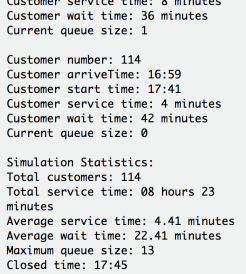 Customer service time: 8 minutes
Customer wait time: 36 minutes
Current queue size: 1
Customer number: 114
Customer arriveTime: 16:59
Customer start time: 17:41
Customer service time: 4 minutes
Customer wait time: 42 minutes
Current queue size: 0
Simulation Statistics:
Total customers: 114
Total service time: 08 hours 23
minutes
Average service time: 4.41 minutes
Average wait time: 22.41 minutes
Maximum queue size: 13
Closed time: 17:45